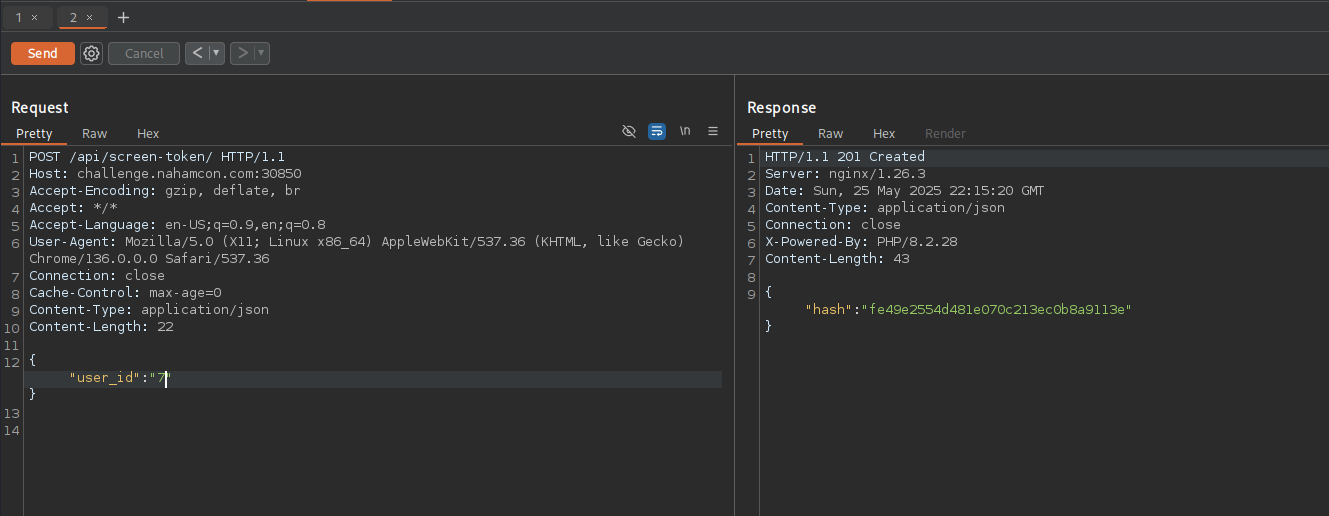 1 × 2 × +
Send Cancel < ▾ > ▾
Request
Pretty Raw Hex \n
1 POST /api/screen-token/ HTTP/1.1
2 Host: challenge.nahamcon.com:30850
3 Accept-Encoding: gzip, deflate, br
4 Accept: */*
5 Accept-Language: en-US;q=0.9,en;q=0.8
6 User-Agent: Mozilla/5.0 (X11; Linux x86_64) AppleWebKit/537.36 (KHTML, like Gecko)
Chrome/136.0.0.0 Safari/537.36
7 Connection: close
8 Cache-Control: max-age=0
9 Content-Type: application/json
10 Content-Length: 22
11
12 {
"user_id":"7"
}
13
14
Response
Pretty Raw Hex Render
1 HTTP/1.1 201 Created
2 Server: nginx/1.26.3
3 Date: Sun, 25 May 2025 22:15:20 GMT
4 Content-Type: application/json
5 Connection: close
6 X-Powered-By: PHP/8.2.28
7 Content-Length: 43
8
9 {
"hash":"fe49e2554d481e070c213ec0b8a9113e"
}